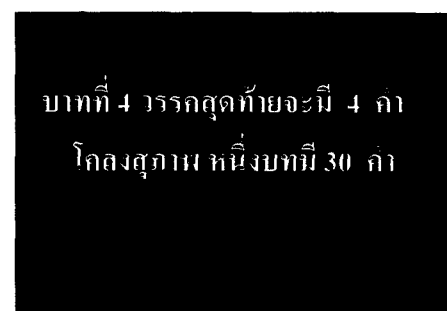 บาทที่ 4 วรรคสุดท้ายจะมี 4 คำ
โคลงสุภาพ หนึ่งบทมี 30 คำ